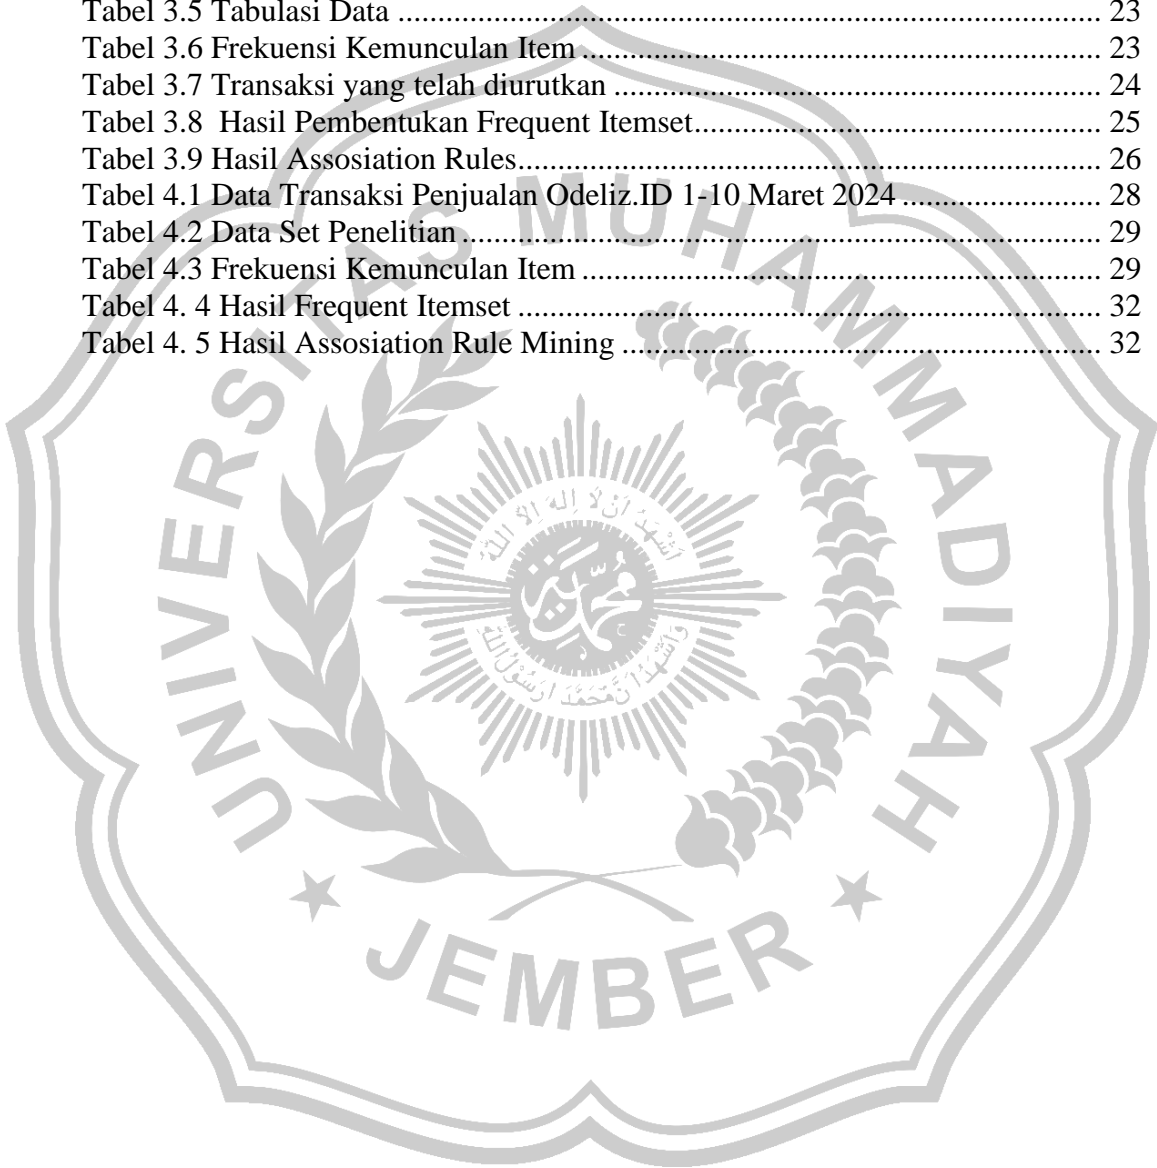 Tabel 3.5 Tabulasi Data ........................................................................................ 23
Tabel 3.6 Frekuensi Kemunculan Item ................................................................ 23
Tabel 3.7 Transaksi yang telah diurutkan ............................................................ 24
Tabel 3.8  Hasil Pembentukan Frequent Itemset.................................................. 25
Tabel 3.9 Hasil Assosiation Rules......................................................................... 26
Tabel 4.1 Data Transaksi Penjualan Odeliz.ID 1-10 Maret 2024 ......................... 28
Tabel 4.2 Data Set Penelitian ................................................................................ 29
Tabel 4.3 Frekuensi Kemunculan Item ................................................................ 29
Tabel 4. 4 Hasil Frequent Itemset ......................................................................... 32
Tabel 4. 5 Hasil Assosiation Rule Mining ............................................................ 32
UNIVERSITAS MUHAMMADIYAH
JEMBER